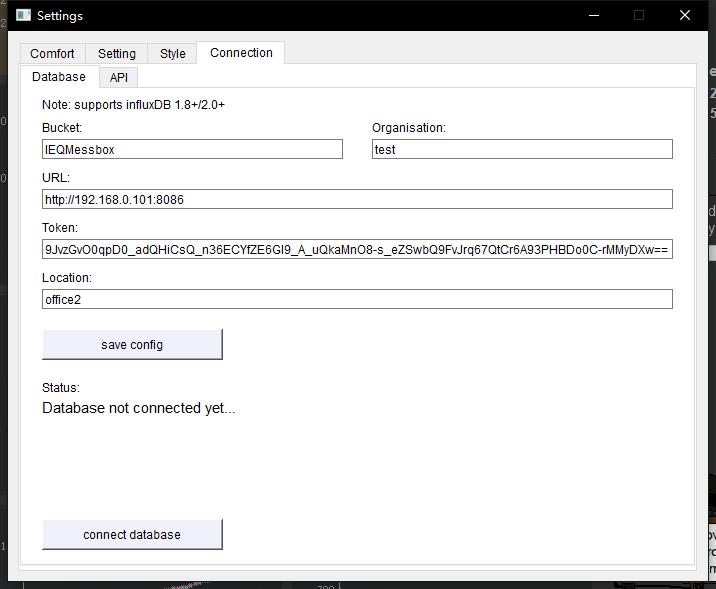 Settings
Comfort Setting Style Connection
Database API
Note: supports influxDB 1.8+/2.0+
Bucket: Organisation:
IEQMessbox test
URL:
http://192.168.0.101:8086
Token:
9JvzGvO0qpD0_adQHiCsQ_n36ECYfZE6Gl9_A_uQkaMnO8-s_eZSwbQ9FvJrq67QtCr6A93PHBDo0C-rMMyDXw==
Location:
office2
save config
Status:
Database not connected yet...
connect database